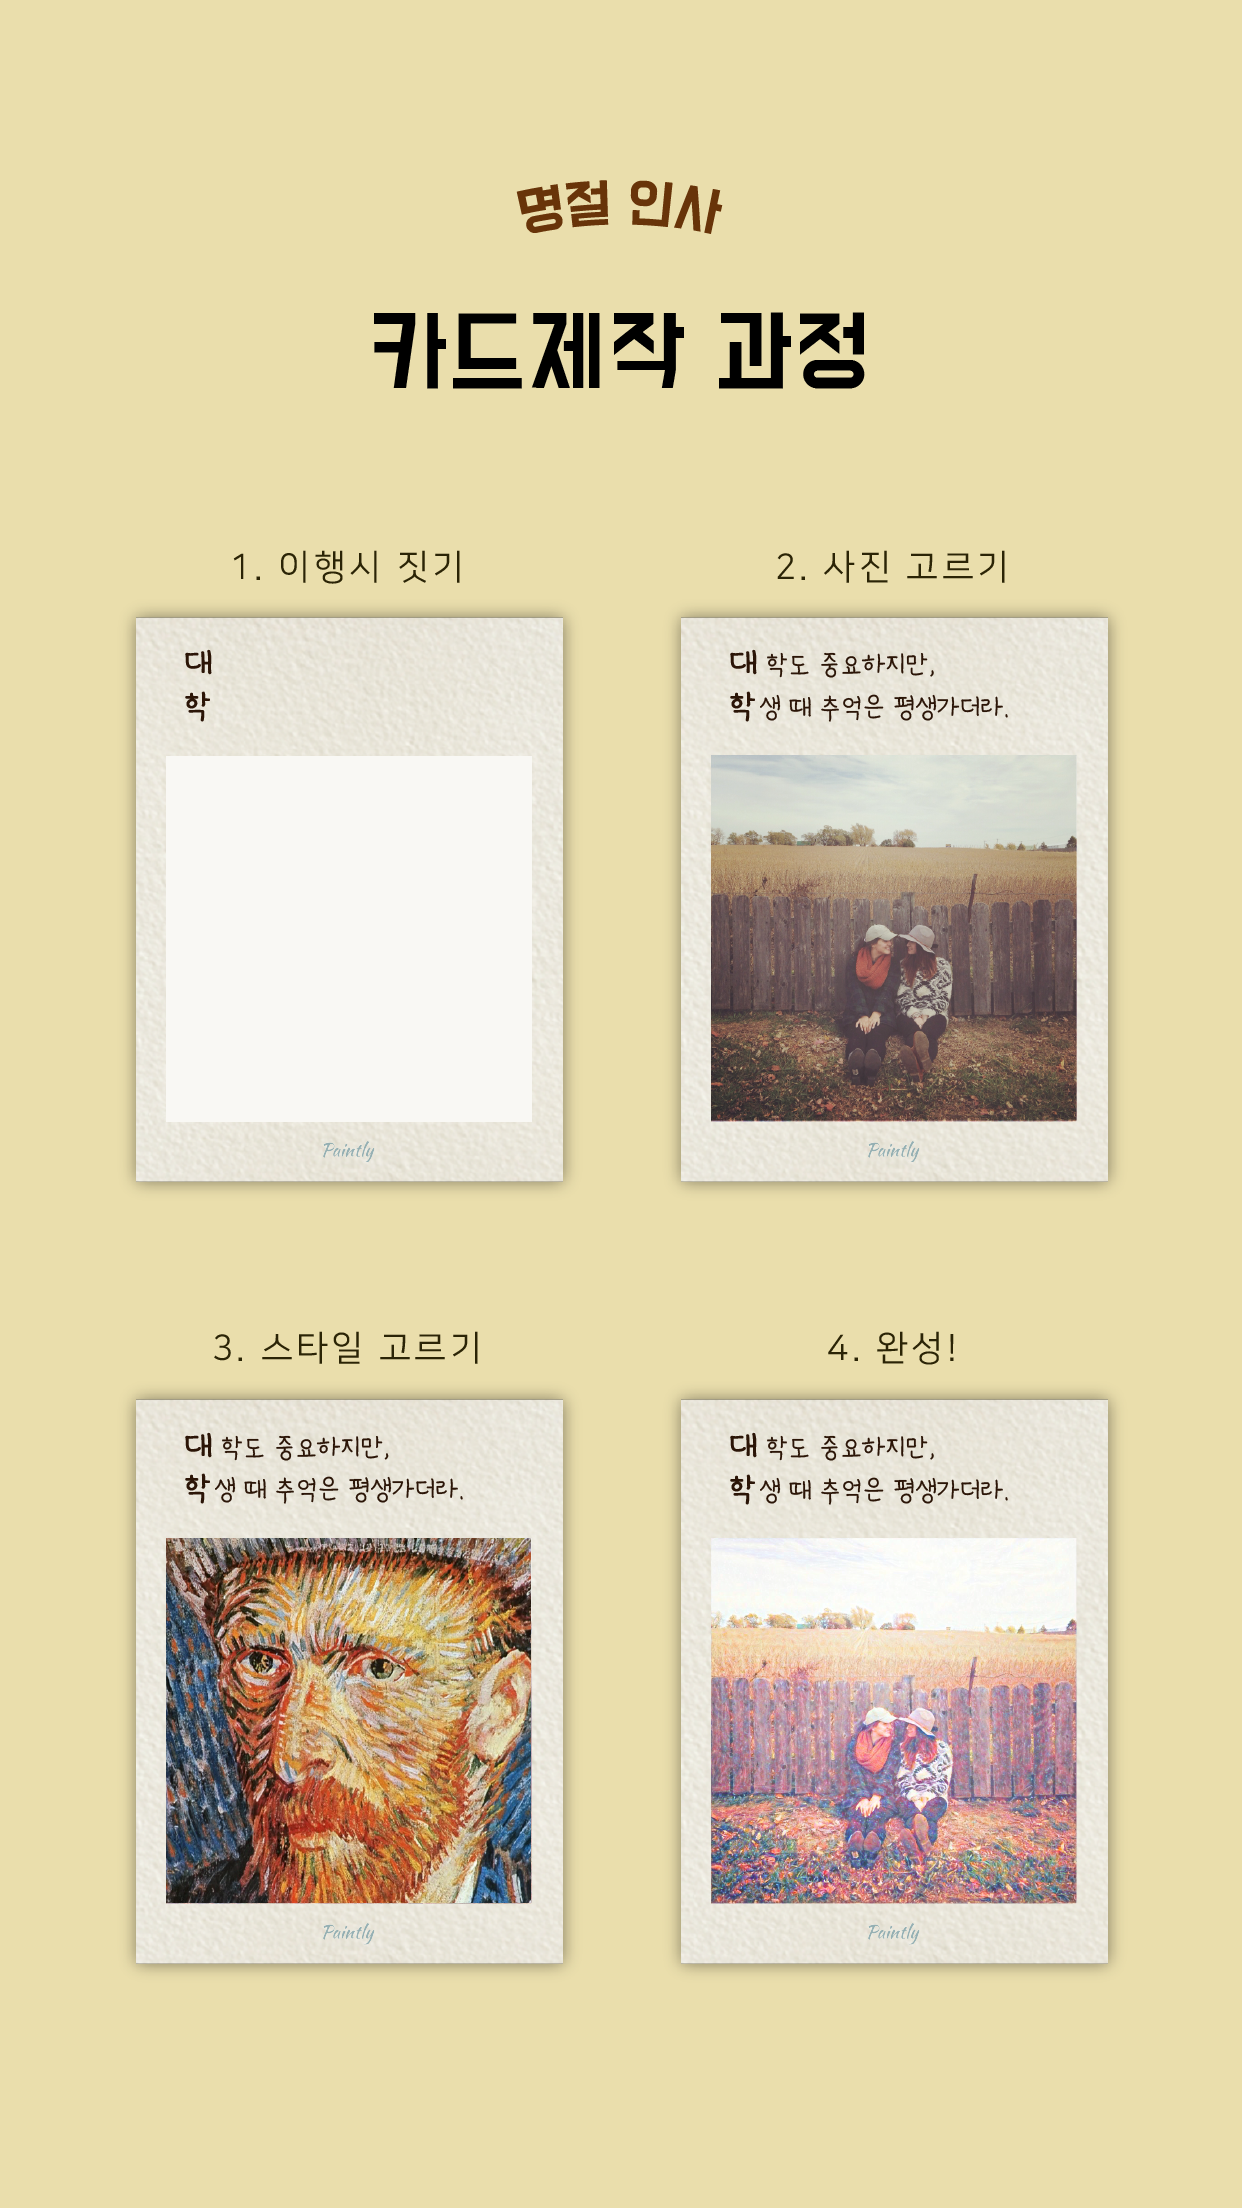 명절 인사
카드제작 과정
1. 이행시 짓기
대
학
Paintly
2. 사진 고르기
대학도 중요하지만,
학생 때 추억은 평생가더라.
Paintly
3. 스타일 고르기
대학도 중요하지만,
학생 때 추억은 평생가더라.
Paintly
4. 완성!
대학도 중요하지만,
학생 때 추억은 평생가더라.
Paintly